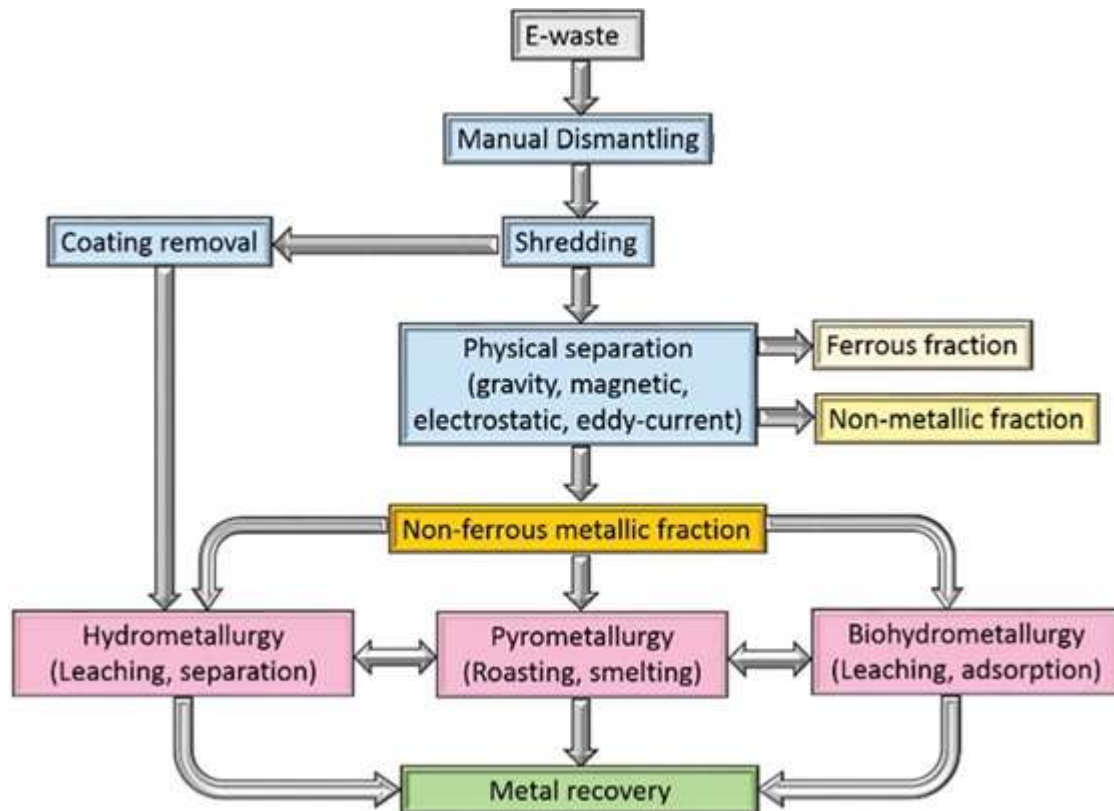 E-waste
Manual Dismantling
Coating removal
Shredding
Physical separation
(gravity, magnetic,
electrostatic, eddy-current)
Ferrous fraction
Non-metallic fraction
Non-ferrous metallic fraction
Hydrometallurgy
(Leaching, separation)
Pyrometallurgy
(Roasting, smelting)
Biohydrometallurgy
(Leaching, adsorption)
Metal recovery